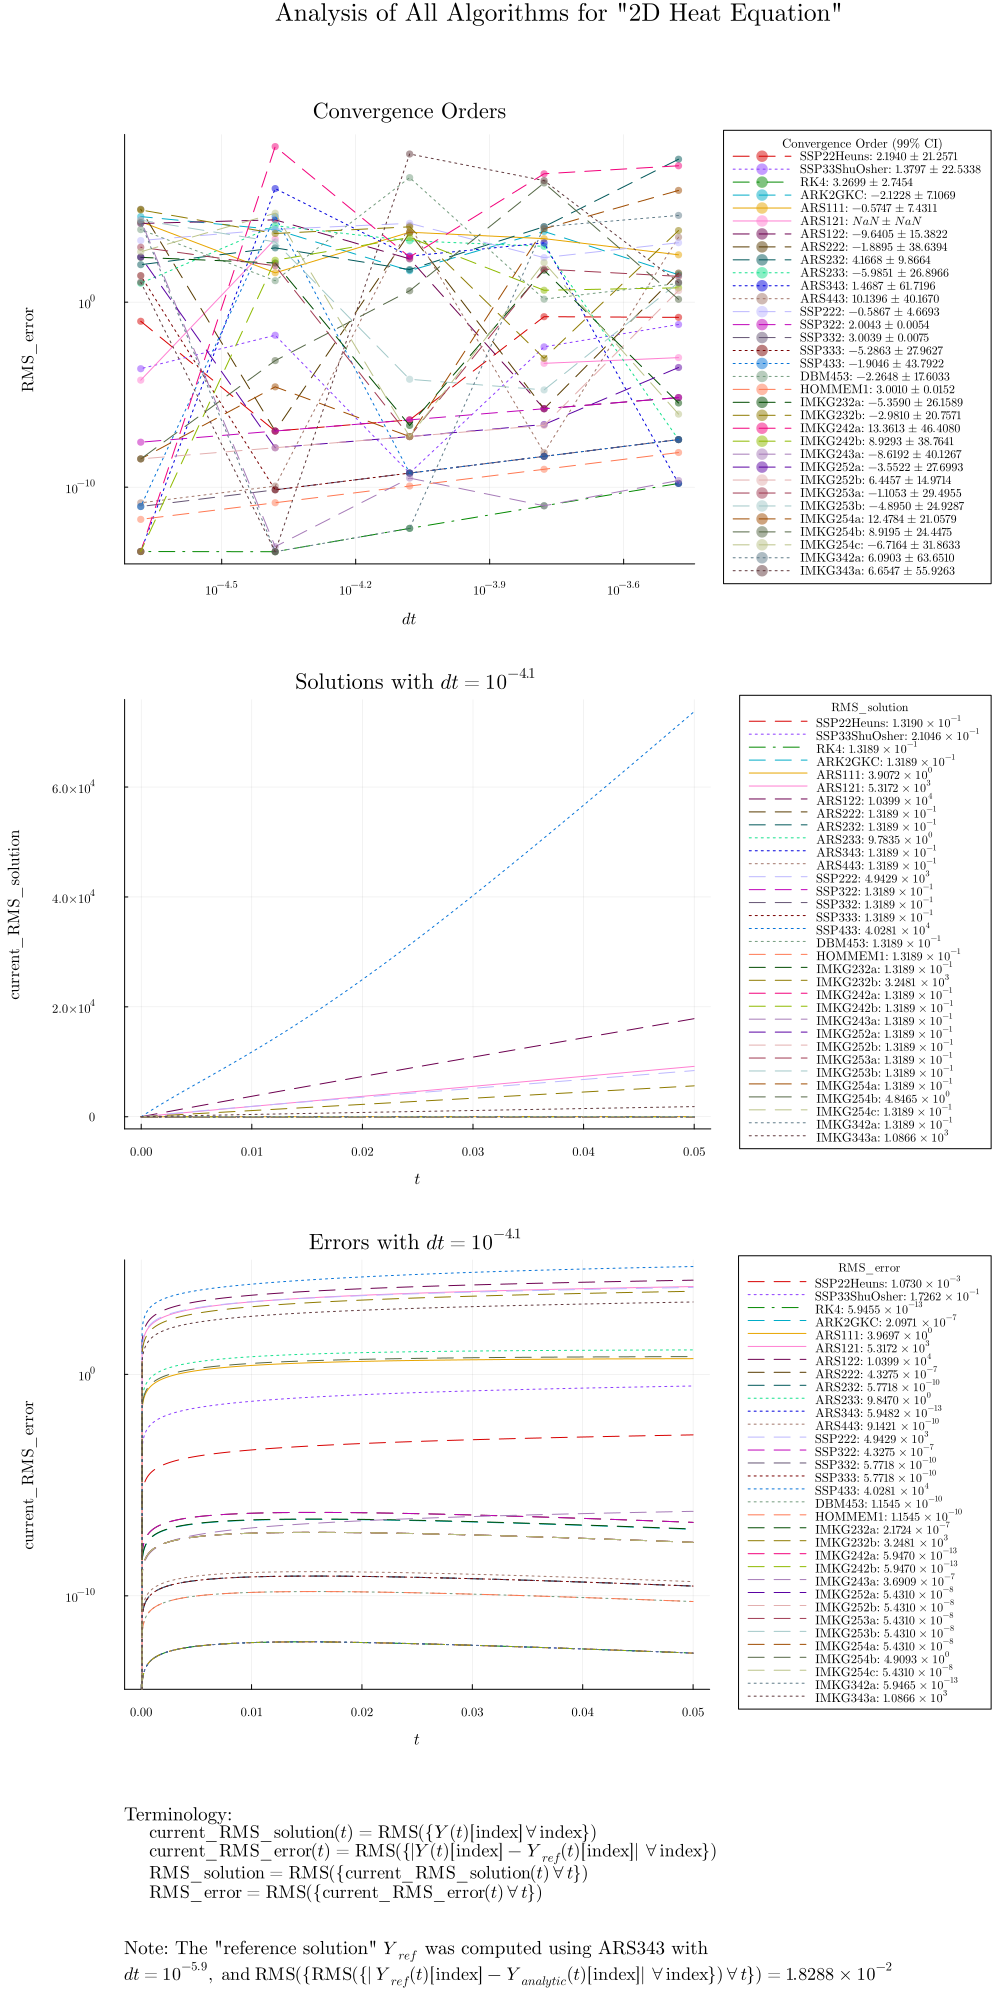 Analysis of All Algorithms for "2D Heat Equation"
Convergence Orders
RMS_error
10^0
10^−10
10^−4.5
10^−4.2
10^−3.9
10^−3.6
dt
Convergence Order (99% CI)
SSP22Heuns: 2.1940 ± 21.2571
SSP33ShuOsher: 1.3797 ± 22.5338
RK4: 3.2699 ± 2.7454
ARK2GKC: −2.1228 ± 7.1069
ARS111: −0.5747 ± 7.4311
ARS121: NaN ± NaN
ARS122: −9.6405 ± 15.3822
ARS222: −1.8895 ± 38.6394
ARS232: 4.1668 ± 9.8664
ARS233: −5.9851 ± 26.8966
ARS343: 1.4687 ± 61.7196
ARS443: 10.1396 ± 40.1670
SSP222: −0.5867 ± 4.6693
SSP322: 2.0043 ± 0.0054
SSP332: 3.0039 ± 0.0075
SSP333: −5.2863 ± 27.9627
SSP433: −1.9046 ± 43.7922
DBM453: −2.2648 ± 17.6033
HOMMEM1: 3.0010 ± 0.0152
IMKG232a: −5.3590 ± 26.1589
IMKG232b: −2.9810 ± 20.7571
IMKG242a: 13.3613 ± 46.4080
IMKG242b: 8.9293 ± 38.7641
IMKG243a: −8.6192 ± 40.1267
IMKG252a: −3.5522 ± 27.6993
IMKG252b: 6.4457 ± 14.9714
IMKG253a: −1.1053 ± 29.4955
IMKG253b: −4.8950 ± 24.9287
IMKG254a: 12.4784 ± 21.0579
IMKG254b: 8.9195 ± 24.4475
IMKG254c: −6.7164 ± 31.8633
IMKG342a: 6.0903 ± 63.6510
IMKG343a: 6.6547 ± 55.9263
Solutions with dt = 10^−4.1
current_RMS_solution
6.0×10^4
4.0×10^4
2.0×10^4
0
0.00
0.01
0.02
0.03
0.04
0.05
t
RMS_solution
SSP22Heuns: 1.3190 × 10^−1
SSP33ShuOsher: 2.1046 × 10^−1
RK4: 1.3189 × 10^−1
ARK2GKC: 1.3189 × 10^−1
ARS111: 3.9072 × 10^0
ARS121: 5.3172 × 10^3
ARS122: 1.0399 × 10^4
ARS222: 1.3189 × 10^−1
ARS232: 1.3189 × 10^−1
ARS233: 9.7835 × 10^0
ARS343: 1.3189 × 10^−1
ARS443: 1.3189 × 10^−1
SSP222: 4.9429 × 10^3
SSP322: 1.3189 × 10^−1
SSP332: 1.3189 × 10^−1
SSP333: 1.3189 × 10^−1
SSP433: 4.0281 × 10^4
DBM453: 1.3189 × 10^−1
HOMMEM1: 1.3189 × 10^−1
IMKG232a: 1.3189 × 10^−1
IMKG232b: 3.2481 × 10^3
IMKG242a: 1.3189 × 10^−1
IMKG242b: 1.3189 × 10^−1
IMKG243a: 1.3189 × 10^−1
IMKG252a: 1.3189 × 10^−1
IMKG252b: 1.3189 × 10^−1
IMKG253a: 1.3189 × 10^−1
IMKG253b: 1.3189 × 10^−1
IMKG254a: 1.3189 × 10^−1
IMKG254b: 4.8465 × 10^0
IMKG254c: 1.3189 × 10^−1
IMKG342a: 1.3189 × 10^−1
IMKG343a: 1.0866 × 10^3
Errors with dt = 10^−4.1
current_RMS_error
10^0
10^−10
0.00
0.01
0.02
0.03
0.04
0.05
t
RMS_error
SSP22Heuns: 1.0730 × 10^−3
SSP33ShuOsher: 1.7262 × 10^−1
RK4: 5.9455 × 10^−13
ARK2GKC: 2.0971 × 10^−7
ARS111: 3.9697 × 10^0
ARS121: 5.3172 × 10^3
ARS122: 1.0399 × 10^4
ARS222: 4.3275 × 10^−7
ARS232: 5.7718 × 10^−10
ARS233: 9.8470 × 10^0
ARS343: 5.9482 × 10^−13
ARS443: 9.1421 × 10^−10
SSP222: 4.9429 × 10^3
SSP322: 4.3275 × 10^−7
SSP332: 5.7718 × 10^−10
SSP333: 5.7718 × 10^−10
SSP433: 4.0281 × 10^4
DBM453: 1.1545 × 10^−10
HOMMEM1: 1.1545 × 10^−10
IMKG232a: 2.1724 × 10^−7
IMKG232b: 3.2481 × 10^3
IMKG242a: 5.9470 × 10^−13
IMKG242b: 5.9470 × 10^−13
IMKG243a: 3.6909 × 10^−7
IMKG252a: 5.4310 × 10^−8
IMKG252b: 5.4310 × 10^−8
IMKG253a: 5.4310 × 10^−8
IMKG253b: 5.4310 × 10^−8
IMKG254a: 5.4310 × 10^−8
IMKG254b: 4.9093 × 10^0
IMKG254c: 5.4310 × 10^−8
IMKG342a: 5.9465 × 10^−13
IMKG343a: 1.0866 × 10^3
Terminology:
current_RMS_solution(t) = RMS({Y(t)[index] ∀ index})
current_RMS_error(t) = RMS({|Y(t)[index] − Y_ref(t)[index]| ∀ index})
RMS_solution = RMS({current_RMS_solution(t) ∀ t})
RMS_error = RMS({current_RMS_error(t) ∀ t})
Note: The "reference solution" Y_ref was computed using ARS343 with
dt = 10^−5.9, and RMS({RMS({|Y_ref(t)[index] − Y_analytic(t)[index]| ∀ index}) ∀ t}) = 1.8288 × 10^−2